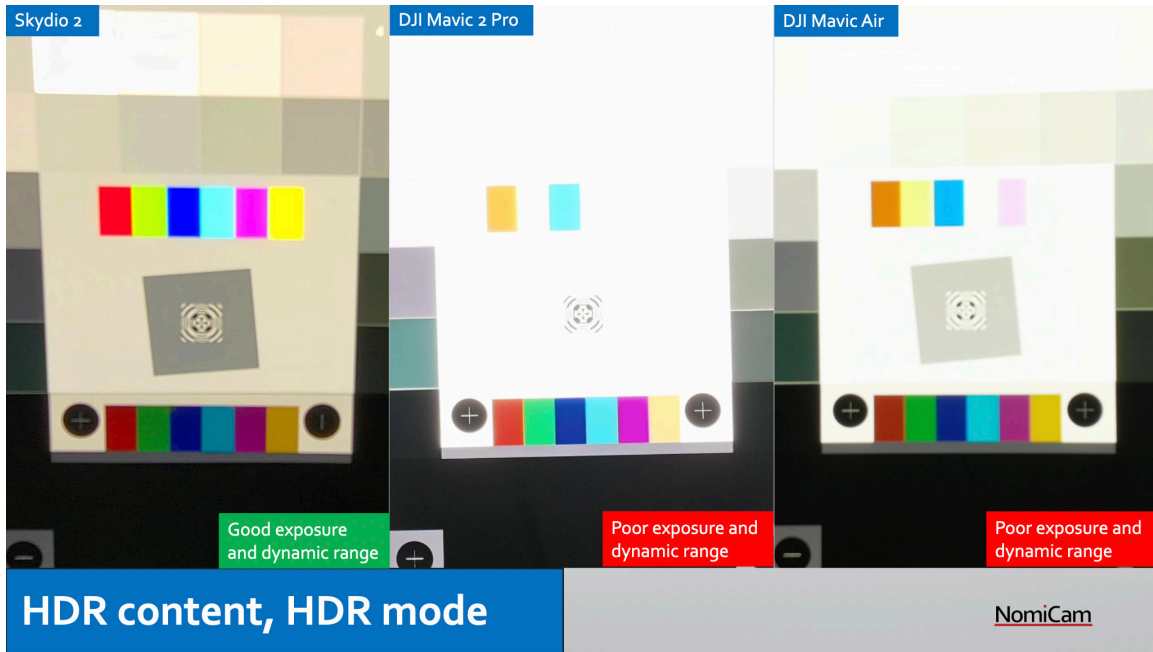 Skydio 2
DJI Mavic 2 Pro
DJI Mavic Air
Good exposure
and dynamic range
Poor exposure and
dynamic range
Poor exposure and
dynamic range
HDR content, HDR mode
NomiCam